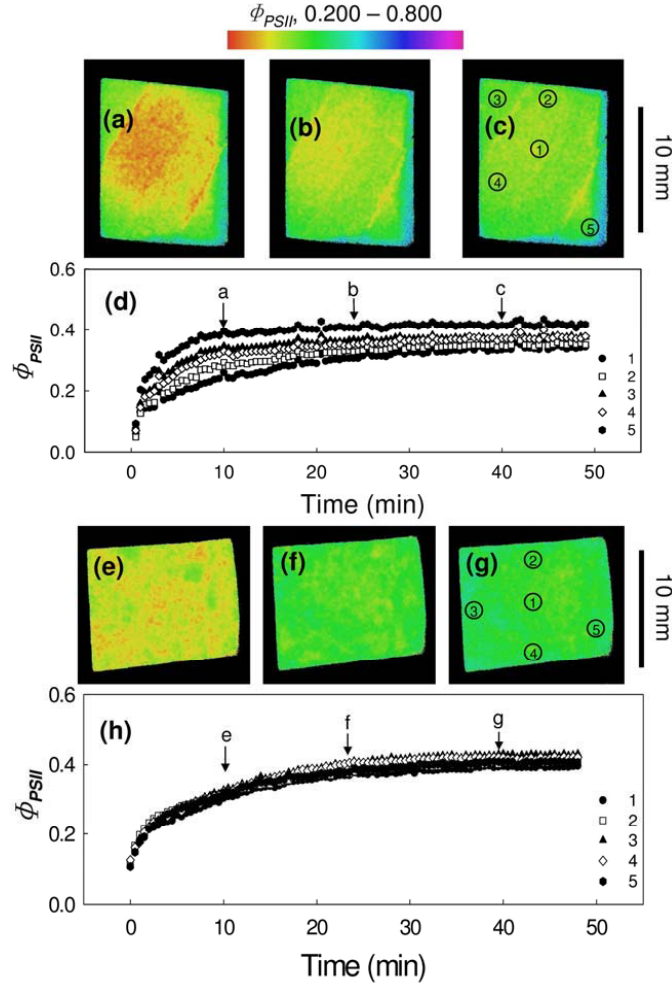 Φ_PSII, 0.200 – 0.800
(a) (b) (c)
3 2
1
4
5
10 mm
(d)
a b c
0.6
0.4
0.2
0.0
Φ_PSII
0 10 20 30 40 50
Time (min)
1
2
3
4
5
(e) (f) (g)
2
1
3
5
4
10 mm
(h)
e f g
0.6
0.4
0.2
0.0
Φ_PSII
0 10 20 30 40 50
Time (min)
1
2
3
4
5